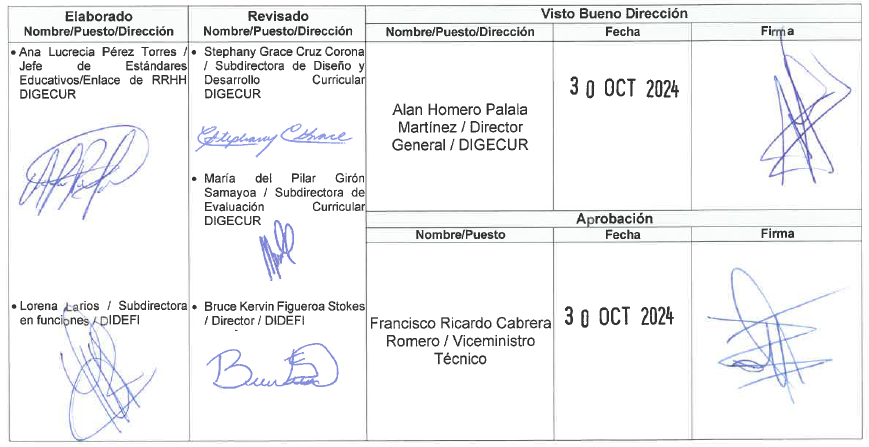 Elaborado
Nombre/Puesto/Dirección
• Ana Lucrecia Pérez Torres /
Jefe de Estándares
Educativos/Enlace de RRHH
DIGECUR
• Lorena Larios / Subdirectora
en funciones / DIDEFI
Revisado
Nombre/Puesto/Dirección
• Stephany Grace Cruz Corona
/ Subdirectora de Diseño y
Desarrollo Curricular
DIGECUR
Stephany C Grace
• María del Pilar Girón
Samayoa / Subdirectora de
Evaluación Curricular
DIGECUR
• Bruce Kervin Figueroa Stokes
/ Director / DIDEFI
Visto Bueno Dirección
Nombre/Puesto/Dirección
Fecha
Firma
Alan Homero Palala
Martínez / Director
General / DIGECUR
30 OCT 2024
Aprobación
Nombre/Puesto
Fecha
Firma
Francisco Ricardo Cabrera
Romero / Viceministro
Técnico
30 OCT 2024